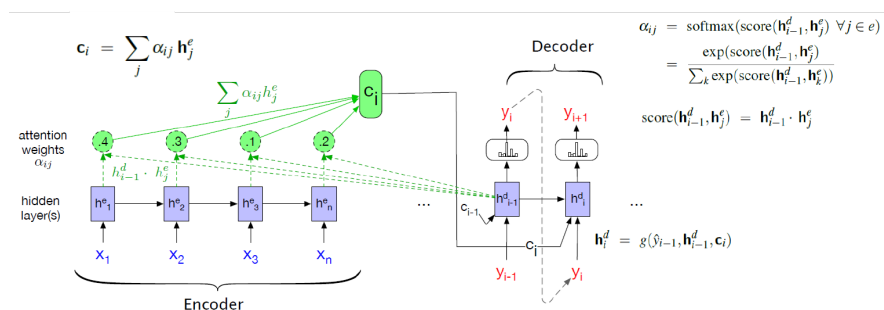 c_i = ∑_j α_ij h^e_j
α_ij = softmax(score(h^d_{i-1}, h^e_j) ∀j ∈ e)
= exp(score(h^d_{i-1}, h^e_j) / ∑_k exp(score(h^d_{i-1}, h^e_k))
score(h^d_{i-1}, h^e_j) = h^d_{i-1} · h^e_j
Decoder
∑_j α_ij h^e_j
c_i
y_i y_{i+1}
attention
weights
α_ij
.4 .3 .1 .2
h^d_{i-1} · h^e_j
hidden
layer(s)
h^e_1 h^e_2 h^e_3 h^e_n ... c_{i-1} h^d_{i-1} h^d_i ...
c_i
h^d_i = g(ŷ_{i-1}, h^d_{i-1}, c_i)
x_1 x_2 x_3 x_n
y_{i-1} y_i
Encoder